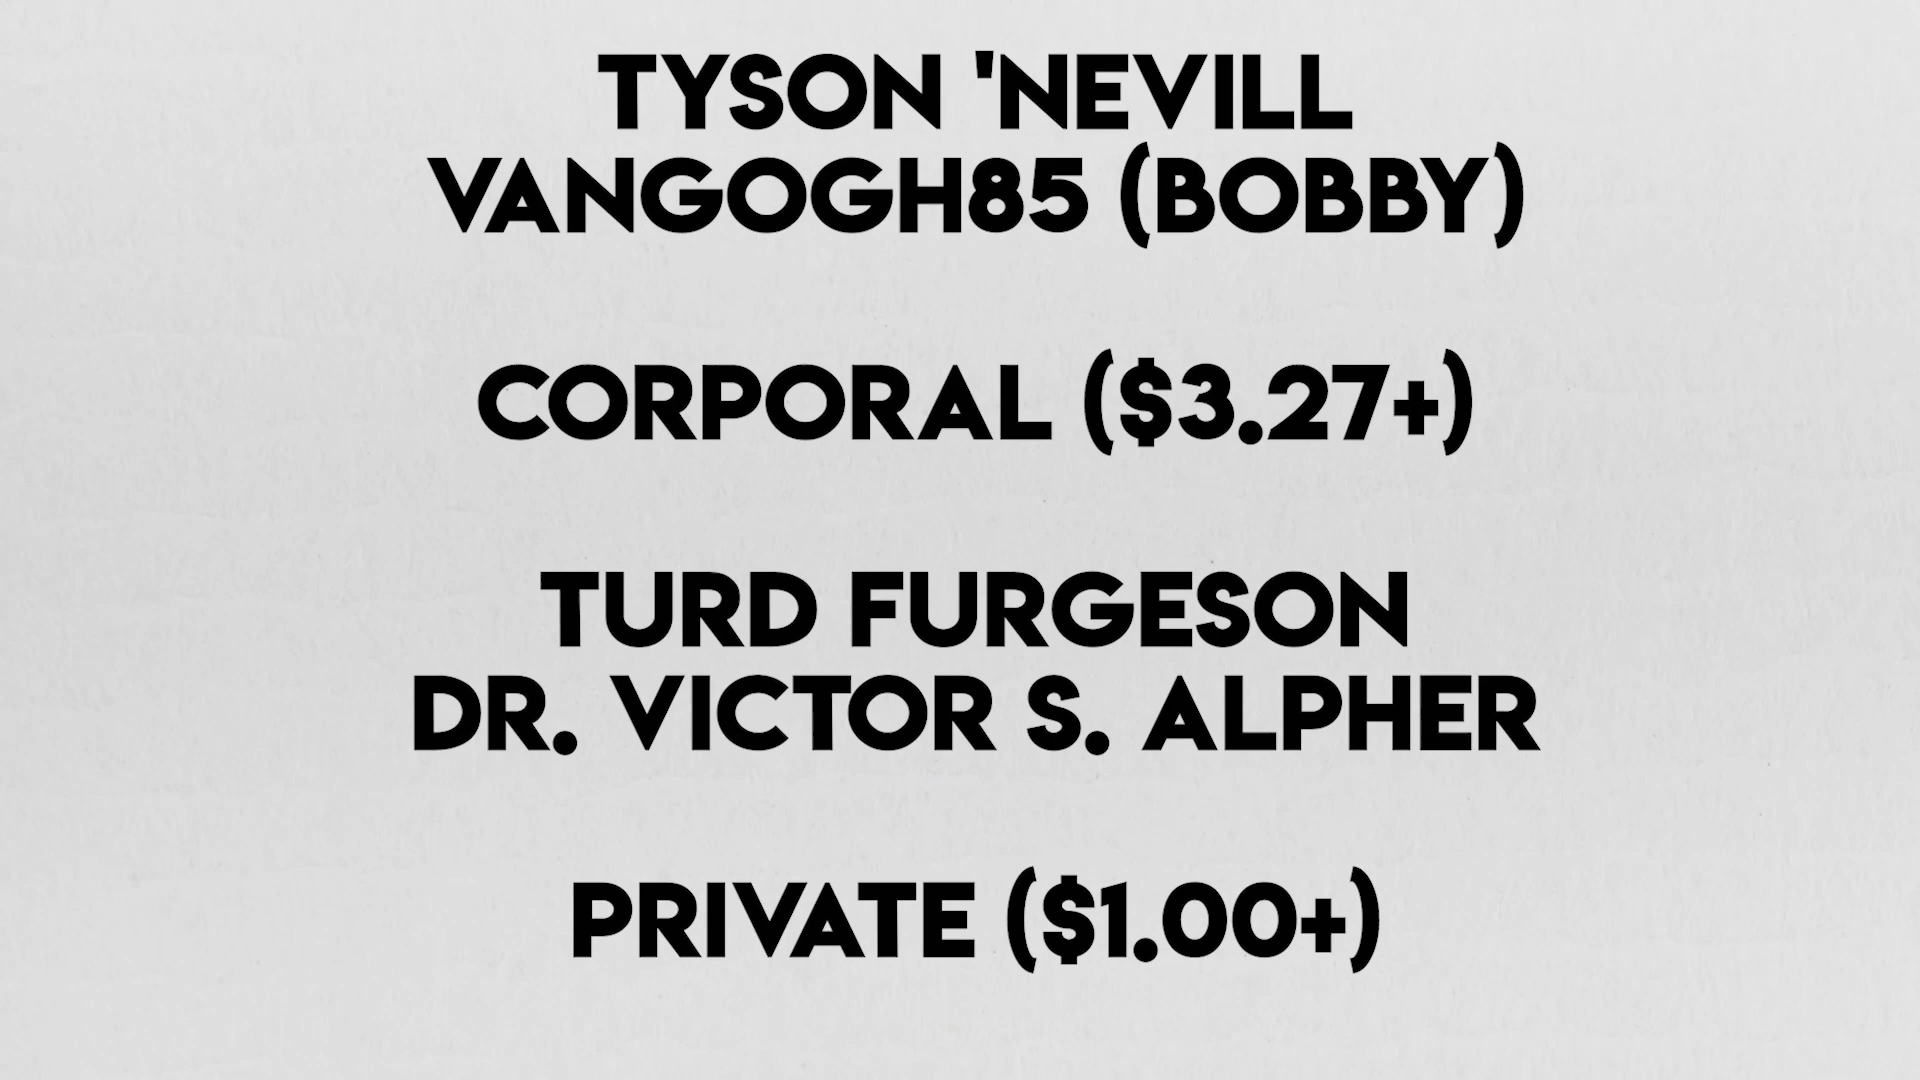 TYSON 'NEVILL
VANGOGH85 (BOBBY)
CORPORAL ($3.27+)
TURD FURGESON
DR. VICTOR S. ALPHER
PRIVATE ($1.00+)